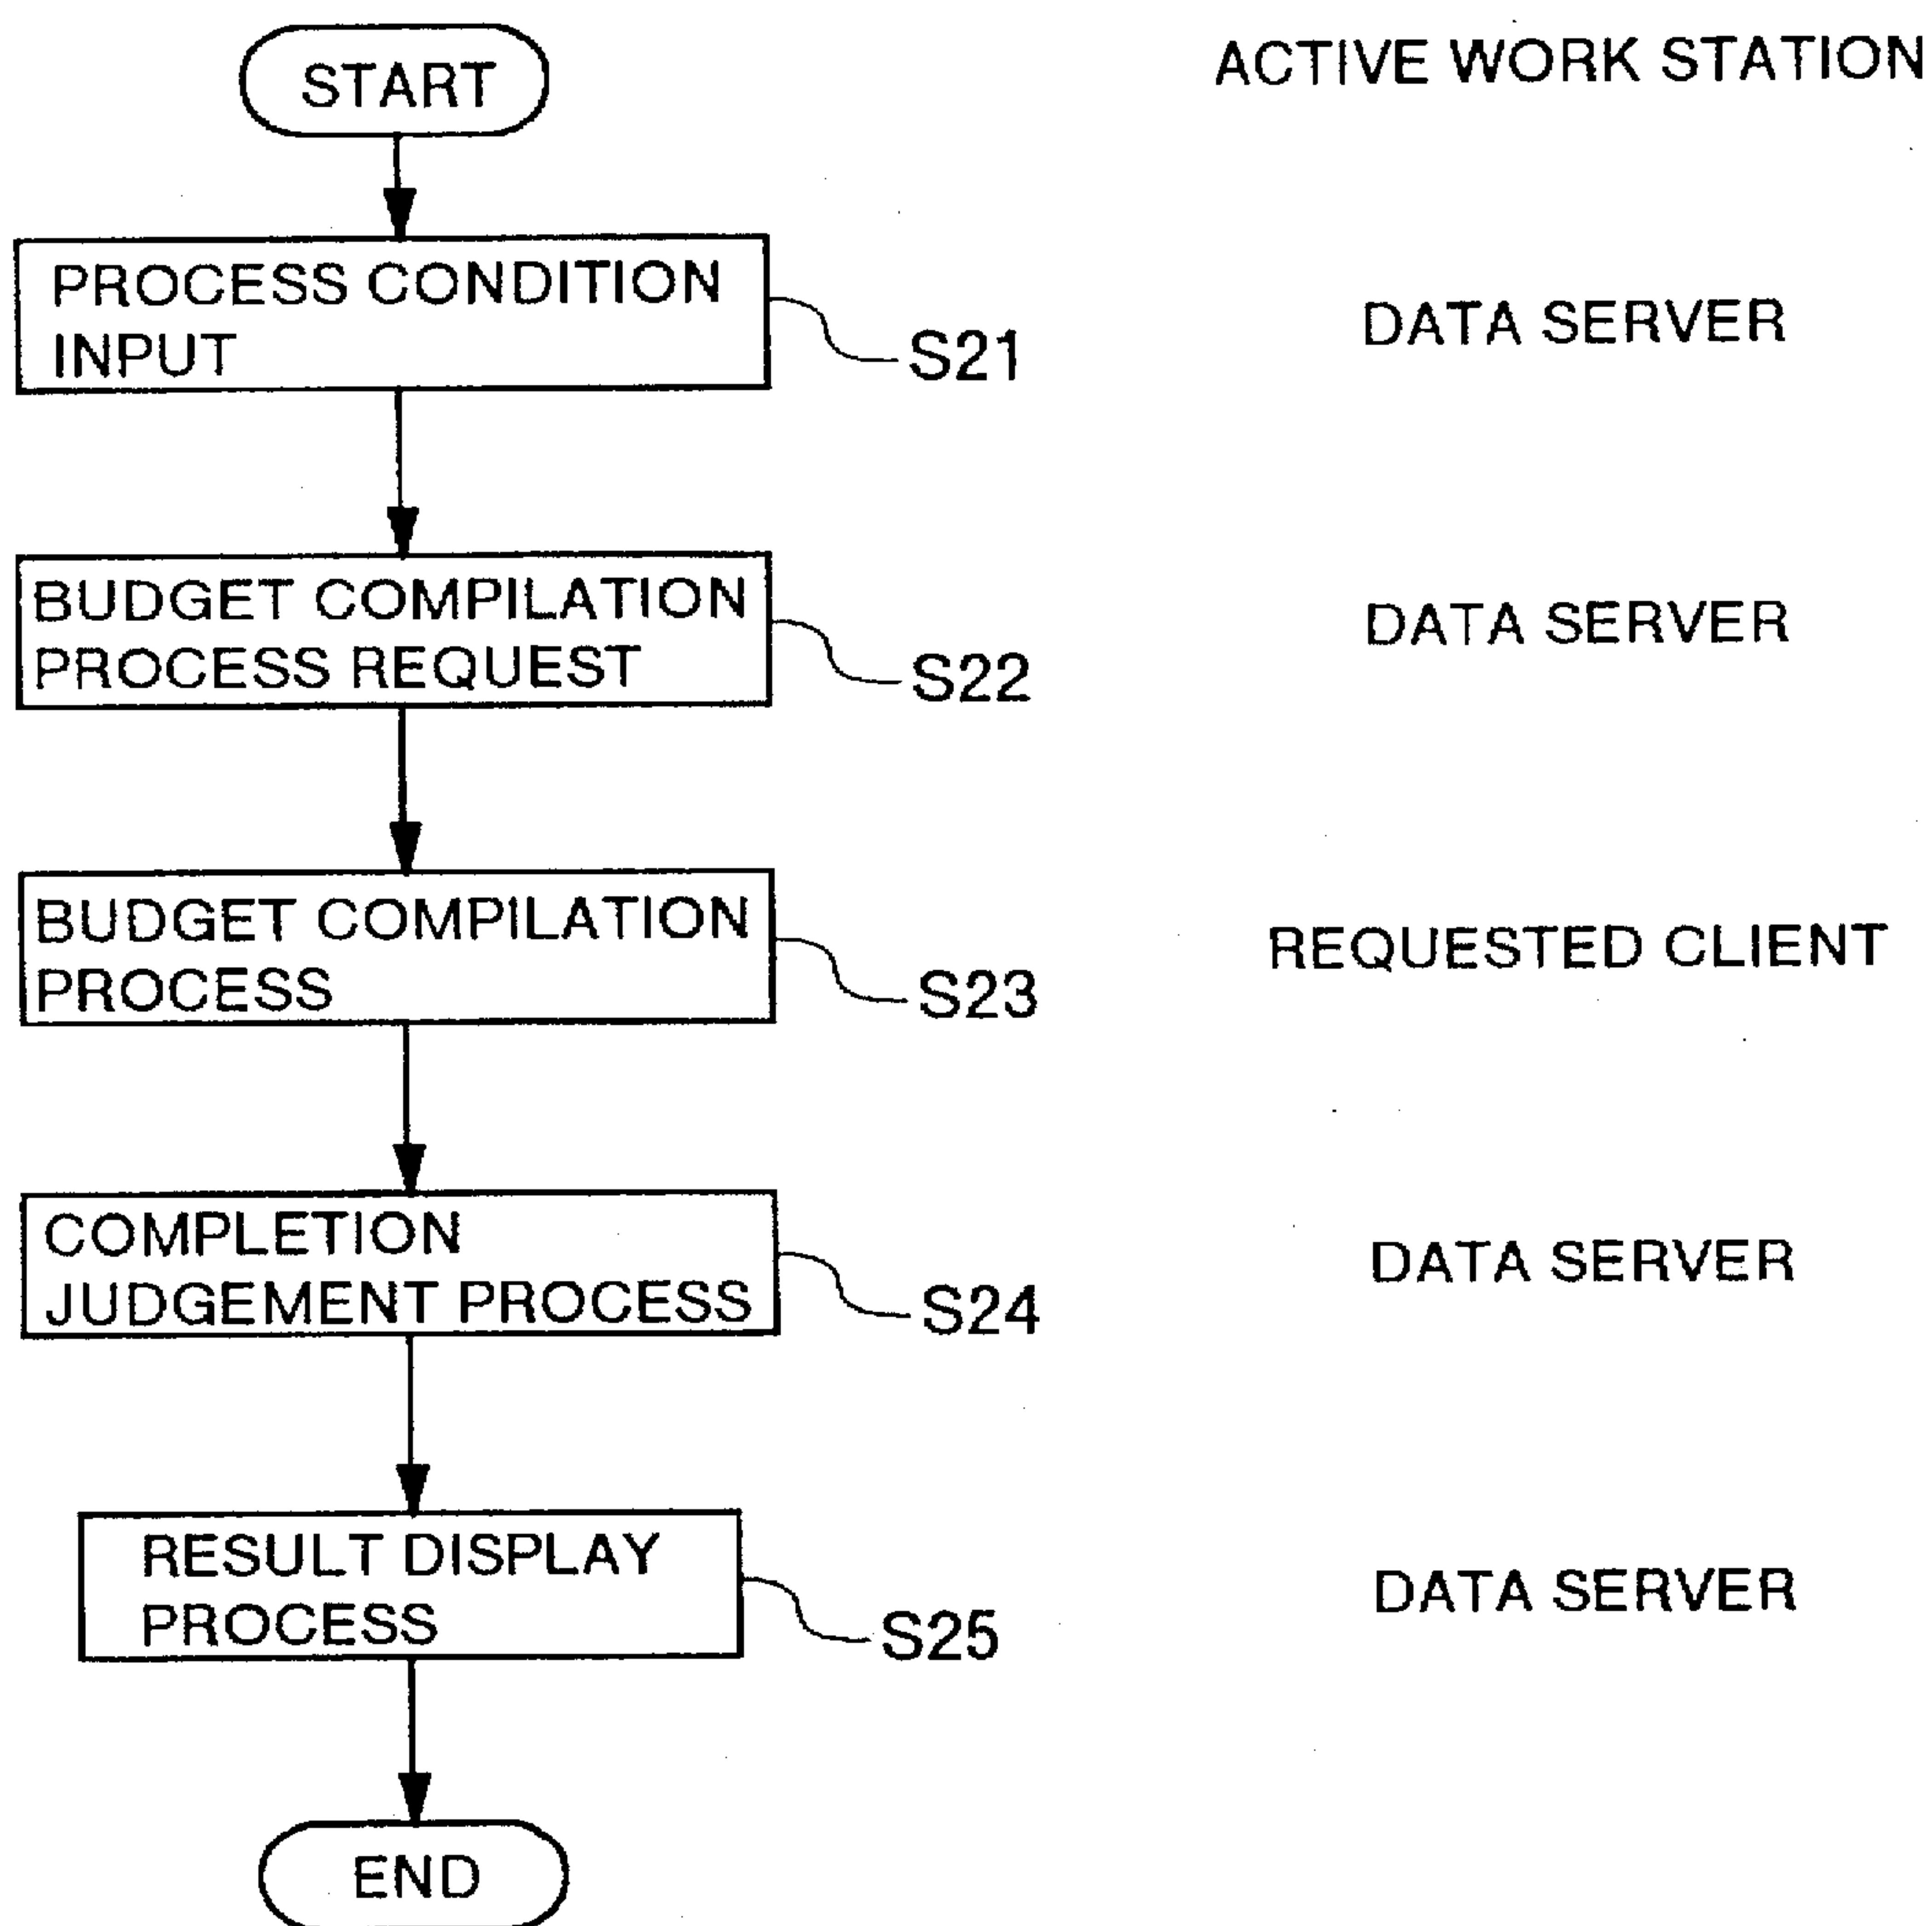 START
ACTIVE WORK STATION
PROCESS CONDITION
INPUT
S21
DATA SERVER
BUDGET COMPILATION
PROCESS REQUEST
S22
DATA SERVER
BUDGET COMPILATION
PROCESS
S23
REQUESTED CLIENT
COMPLETION
JUDGEMENT PROCESS
S24
DATA SERVER
RESULT DISPLAY
PROCESS
S25
DATA SERVER
END